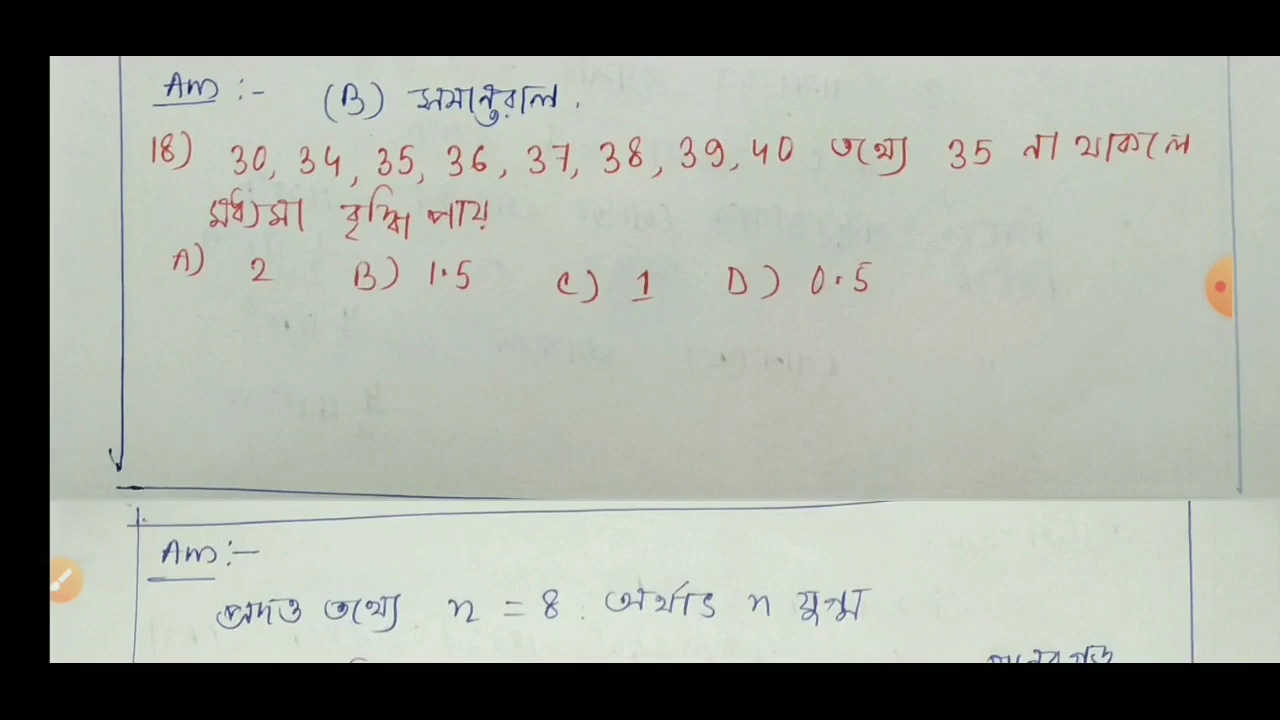 Ans :- (B) সমান্তরাল.
18) 30, 34, 35, 36, 37, 38, 39, 40 তথ্যে 35 না থাকলে
মধ্যমা বৃদ্ধি পায়
A) 2 B) 1.5 C) 1 D) 0.5
Ans :-
প্রদত্ত তথ্যে n = 8. অর্থাৎ n যুগ্ম